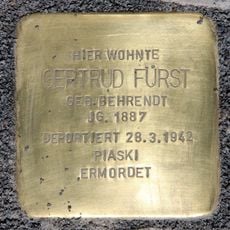 HIER WOHNTE
GERTRUD FÜRST
GEB. BEHRENDT
JG. 1887
DEPORTIERT 28.3.1942
PIASKI
ERMORDET